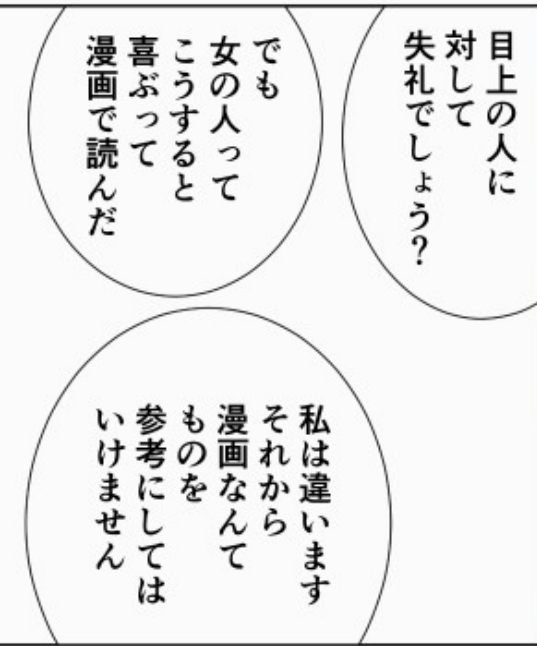 目上の人に
対して
失礼でしょう?
でも
女の人って
こうすると
喜ぶって
漫画で読んだ
私は違います
それから
漫画なんて
ものを
参考にしては
いけません